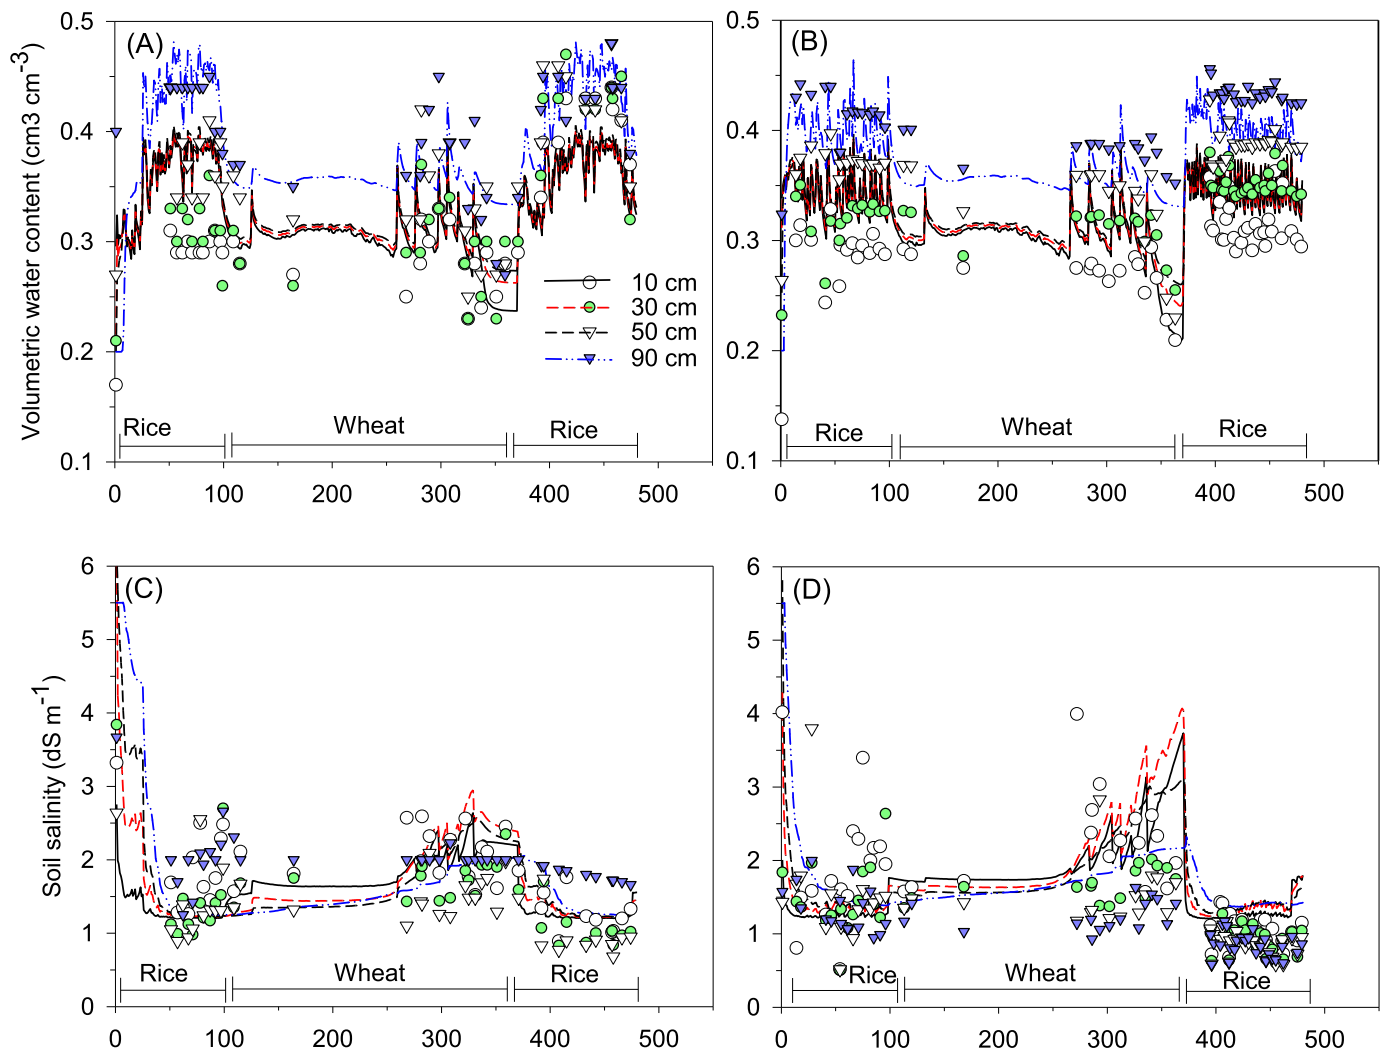 0.5
0.4
0.3
0.2
0.1
Volumetric water content (cm3 cm-3)
(A)
10 cm
30 cm
50 cm
90 cm
Rice
Wheat
Rice
0 100 200 300 400 500
0.5
0.4
0.3
0.2
0.1
(B)
Rice
Wheat
Rice
0 100 200 300 400 500
6
5
4
3
2
1
0
Soil salinity (dS m-1)
(C)
Rice
Wheat
Rice
0 100 200 300 400 500
6
5
4
3
2
1
0
(D)
Rice
Wheat
Rice
0 100 200 300 400 500